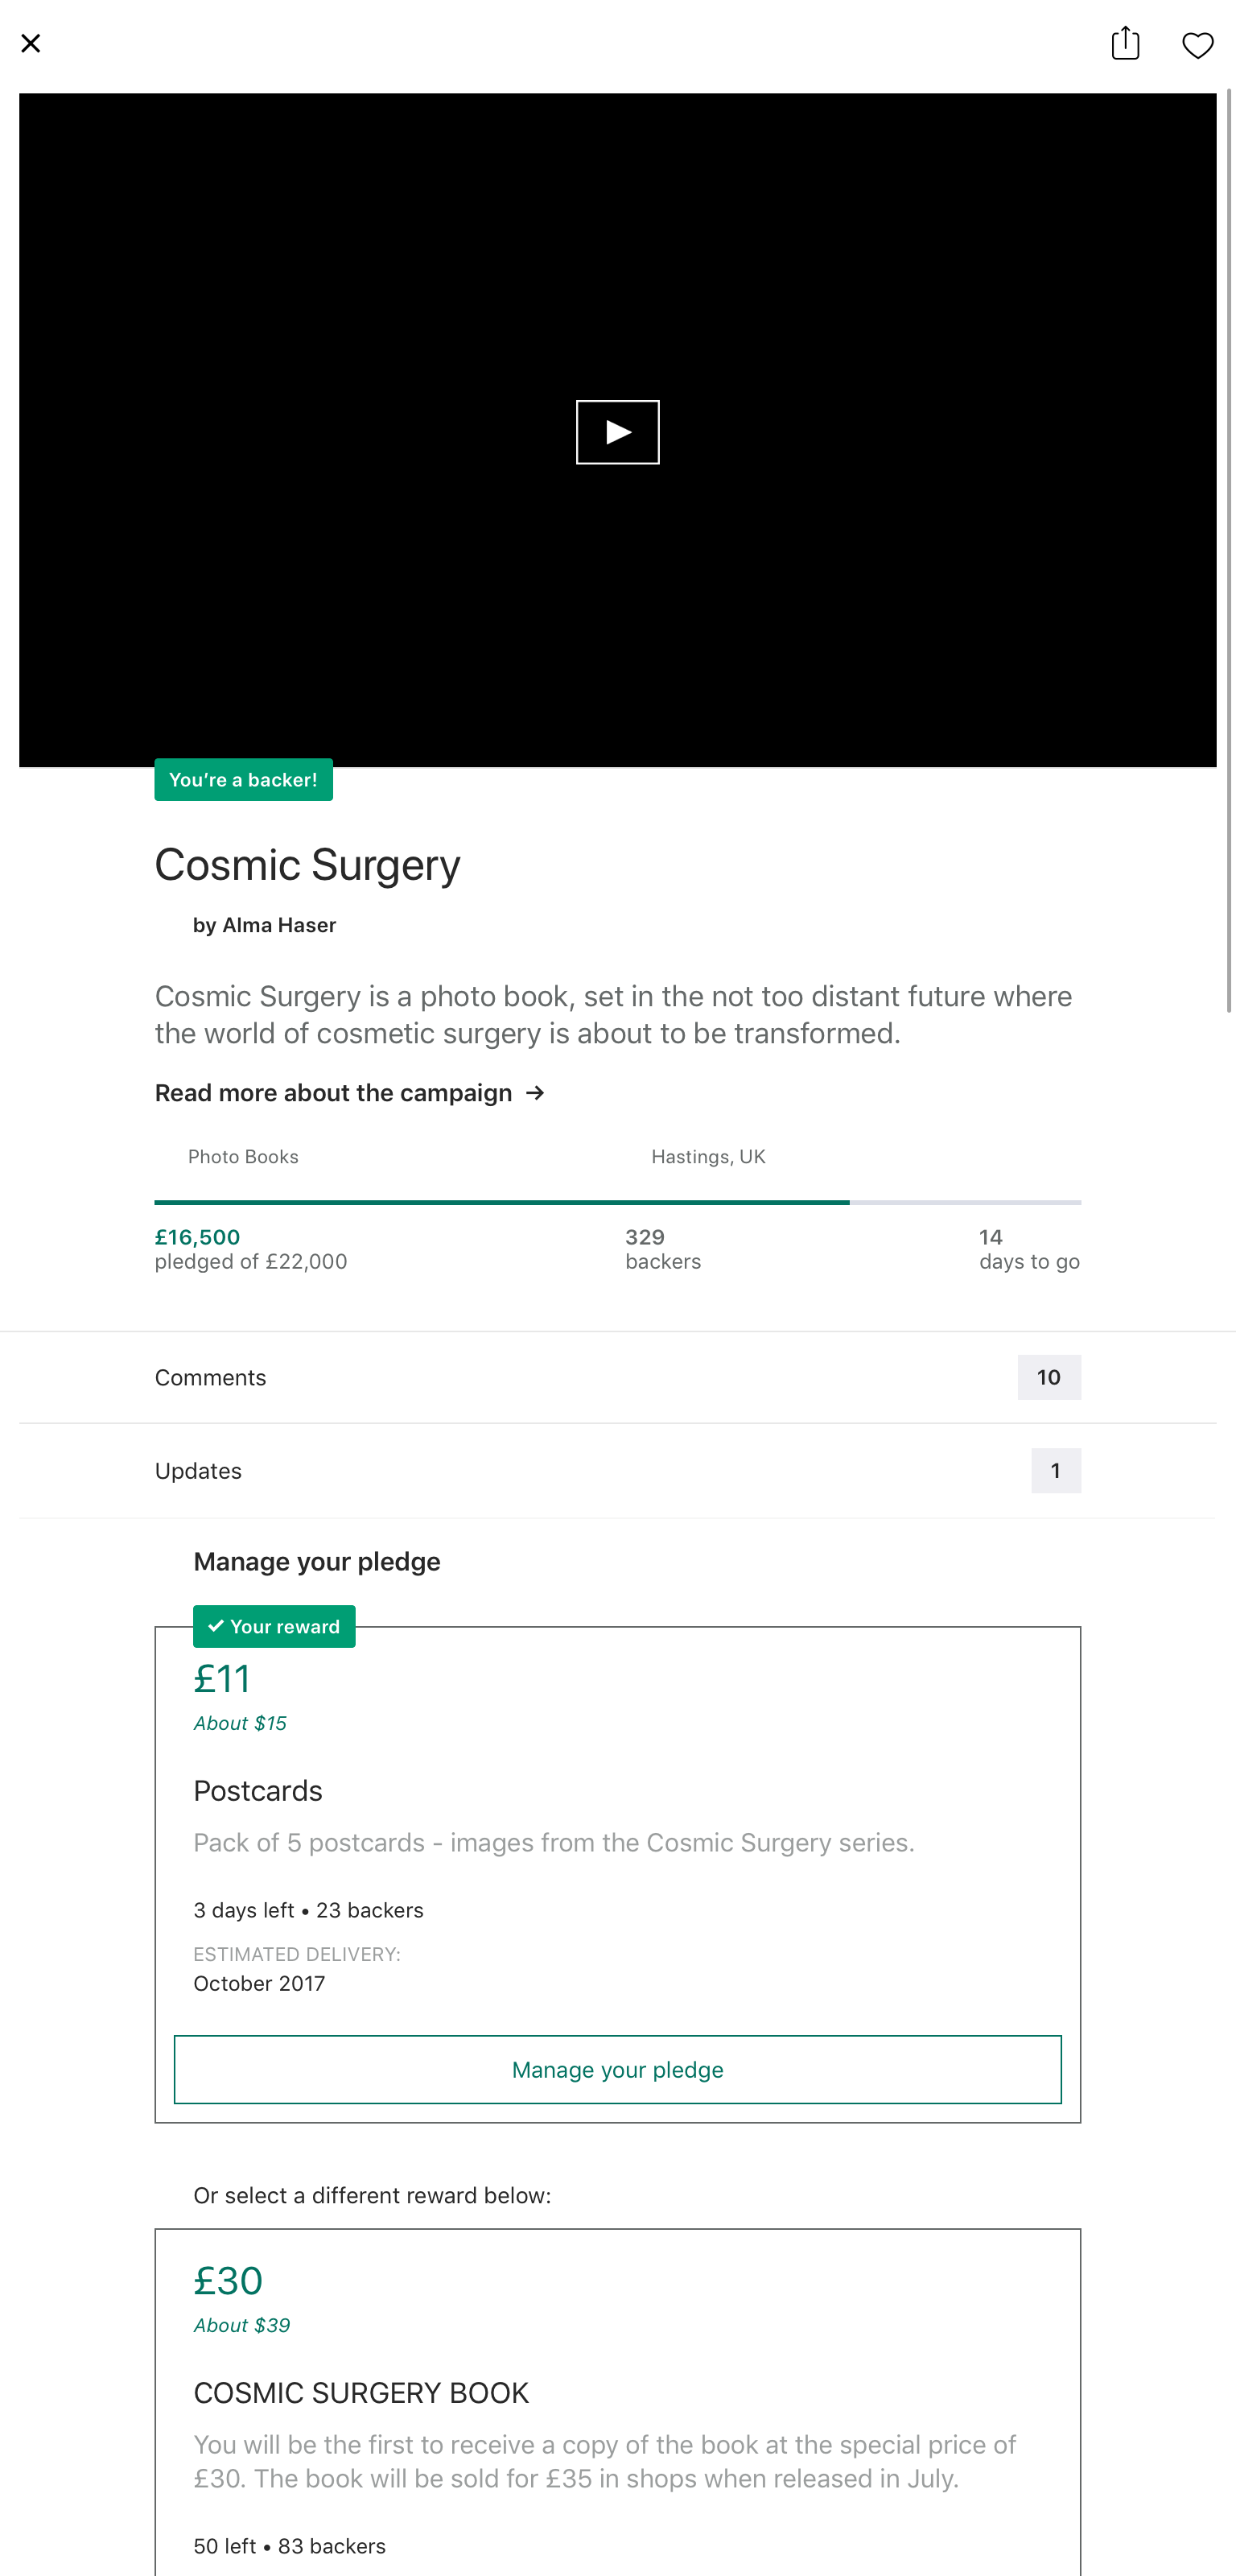 You're a backer!
Cosmic Surgery
by Alma Haser
Cosmic Surgery is a photo book, set in the not too distant future where
the world of cosmetic surgery is about to be transformed.
Read more about the campaign →
Photo Books
Hastings, UK
£16,500
pledged of £22,000
329
backers
14
days to go
Comments
10
Updates
1
Manage your pledge
✓ Your reward
£11
About $15
Postcards
Pack of 5 postcards - images from the Cosmic Surgery series.
3 days left • 23 backers
ESTIMATED DELIVERY:
October 2017
Manage your pledge
Or select a different reward below:
£30
About $39
COSMIC SURGERY BOOK
You will be the first to receive a copy of the book at the special price of
£30. The book will be sold for £35 in shops when released in July.
50 left • 83 backers